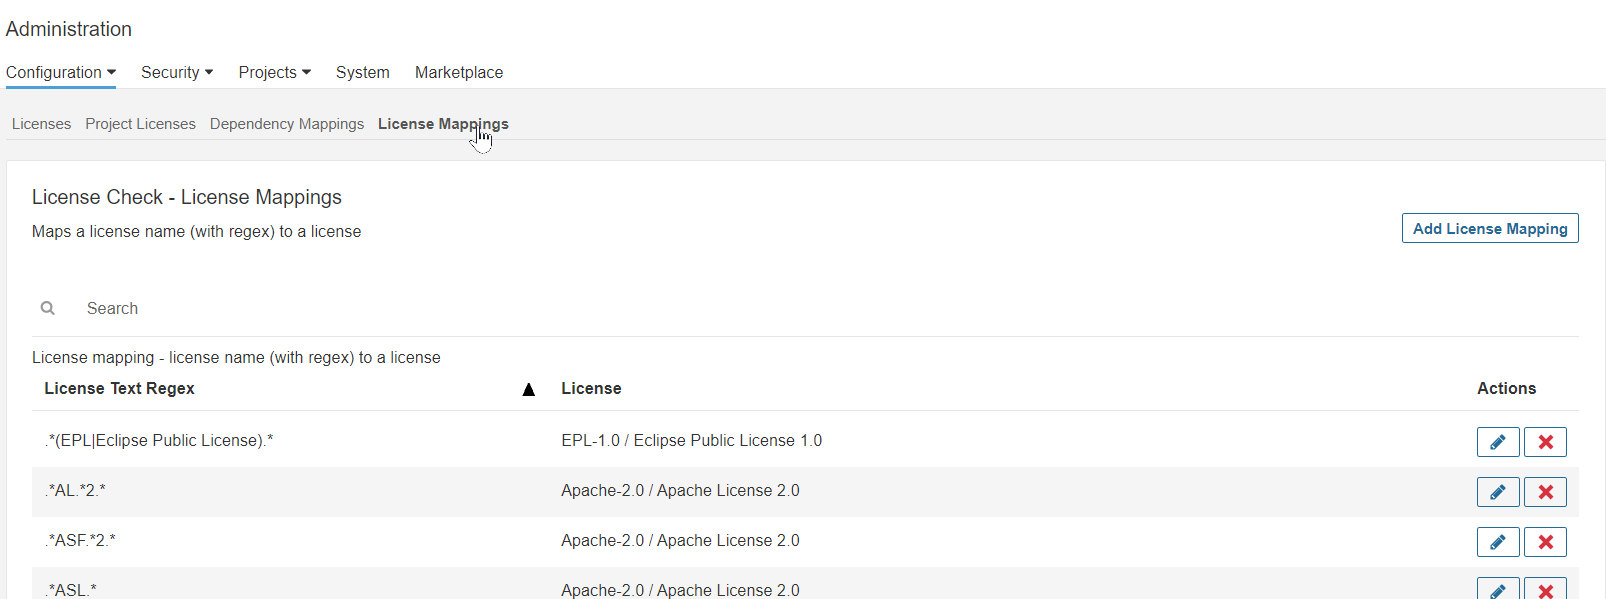 Administration
Configuration Security Projects System Marketplace
Licenses Project Licenses Dependency Mappings License Mappings
License Check - License Mappings
Maps a license name (with regex) to a license
Add License Mapping
Search
License mapping - license name (with regex) to a license
License Text Regex License Actions
.*(EPL|Eclipse Public License).* EPL-1.0 / Eclipse Public License 1.0
.*AL.*2.* Apache-2.0 / Apache License 2.0
.*ASF.*2.* Apache-2.0 / Apache License 2.0
.*ASL.* Apache-2.0 / Apache License 2.0